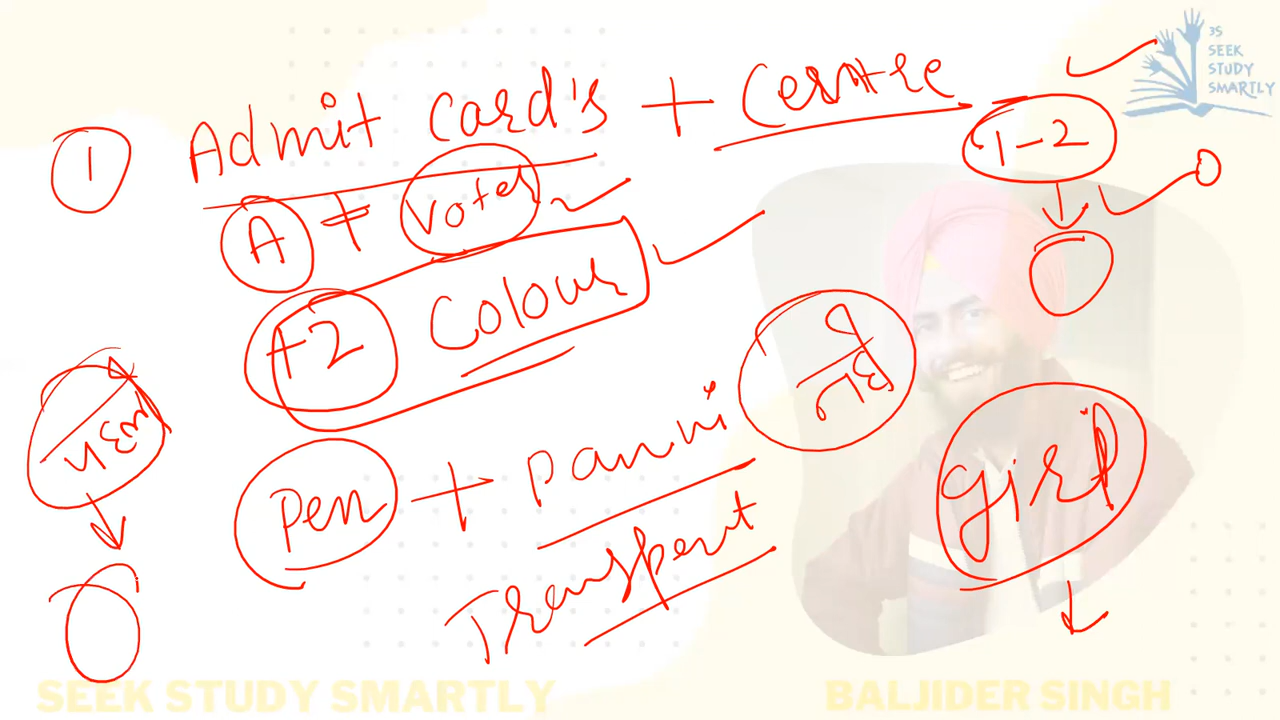 3S
SEEK
STUDY
SMARTLY
① Admit card's + Centre 1-2
A + Voter
+2 Colour
Pen + Panni
Transpert
girl
SEEK STUDY SMARTLY
BALJIDER SINGH